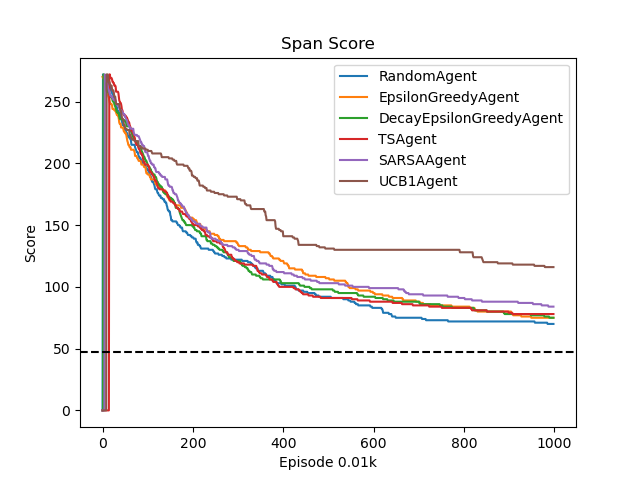 Span Score
RandomAgent
EpsilonGreedyAgent
DecayEpsilonGreedyAgent
TSAgent
SARSAAgent
UCB1Agent
250
200
150
100
50
0
Score
0 200 400 600 800 1000
Episode 0.01k